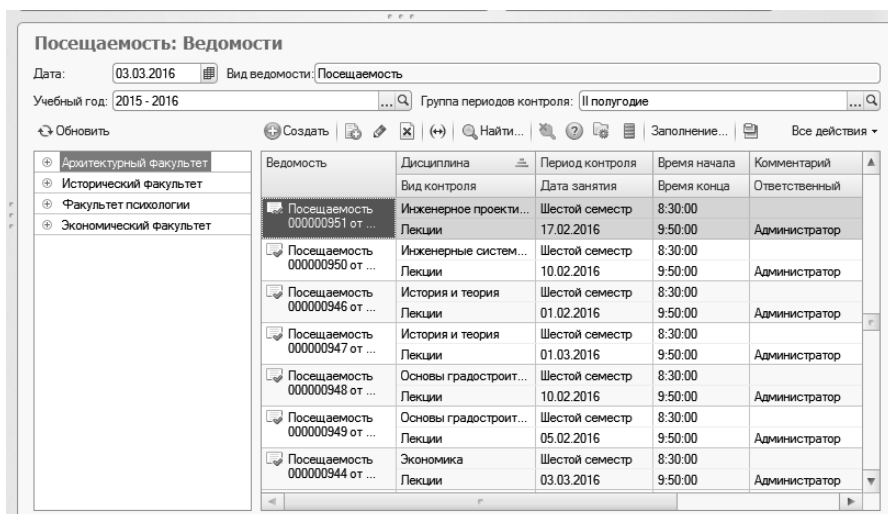 Посещаемость: Ведомости
Дата: 03.03.2016 Вид ведомости: Посещаемость
Учебный год: 2015 - 2016 ... Группа периодов контроля: II полугодие ...
Обновить Создать Найти... Заполнение... Все действия
Архитектурный факультет
Исторический факультет
Факультет психологии
Экономический факультет
Ведомость Дисциплина Период контроля Время начала Комментарий
Вид контроля Дата занятия Время конца Ответственный
Посещаемость Инженерное проекти... Шестой семестр 8:30:00
000000951 от ... Лекции 17.02.2016 9:50:00 Администратор
Посещаемость Инженерные систем... Шестой семестр 8:30:00
000000950 от ... Лекции 10.02.2016 9:50:00 Администратор
Посещаемость История и теория Шестой семестр 8:30:00
000000946 от ... Лекции 01.02.2016 9:50:00 Администратор
Посещаемость История и теория Шестой семестр 8:30:00
000000947 от ... Лекции 01.03.2016 9:50:00 Администратор
Посещаемость Основы градостроит... Шестой семестр 8:30:00
000000948 от ... Лекции 10.02.2016 9:50:00 Администратор
Посещаемость Основы градостроит... Шестой семестр 8:30:00
000000949 от ... Лекции 05.02.2016 9:50:00 Администратор
Посещаемость Экономика Шестой семестр 8:30:00
000000944 от ... Лекции 03.03.2016 9:50:00 Администратор